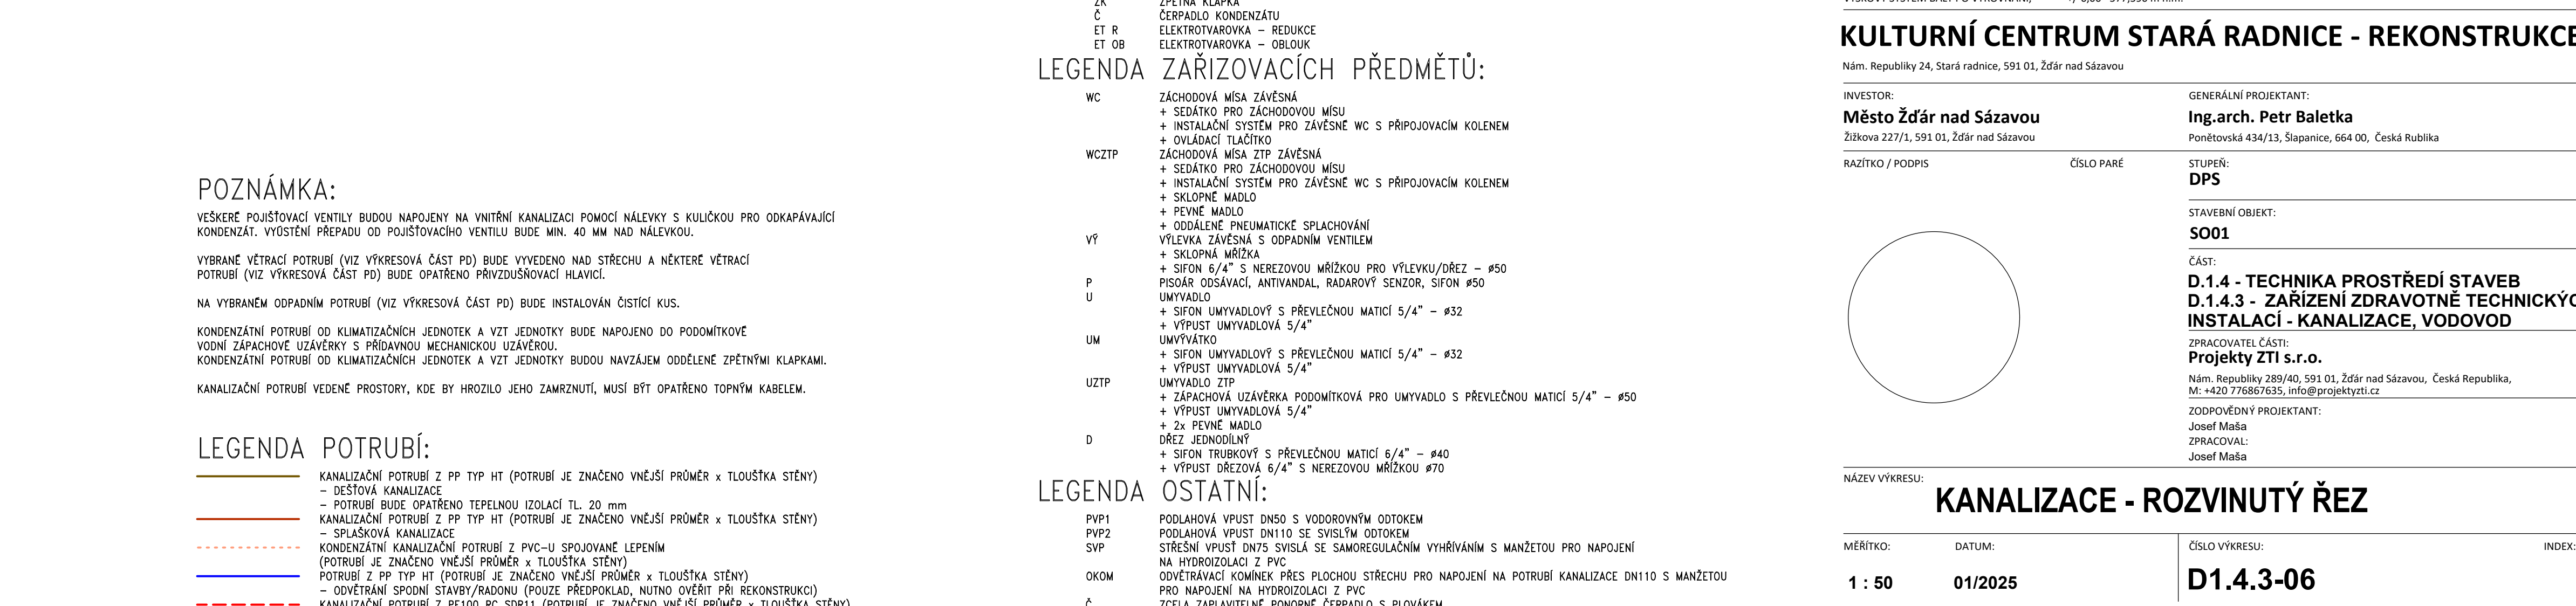 POZNÁMKA:
VEŠKERÉ POJIŠŤOVACÍ VENTILY BUDOU NAPOJENY NA VNITŘNÍ KANALIZACI POMOCÍ NÁLEVKY S KULIČKOU PRO ODKAPÁVAJÍCÍ
KONDENZÁT. VYÚSTĚNÍ PŘEPADU OD POJIŠŤOVACÍHO VENTILU BUDE MIN. 40 MM NAD NÁLEVKOU.
VYBRANÉ VĚTRACÍ POTRUBÍ (VIZ VÝKRESOVÁ ČÁST PD) BUDE VYVEDENO NAD STŘECHU A NĚKTERÉ VĚTRACÍ
POTRUBÍ (VIZ VÝKRESOVÁ ČÁST PD) BUDE OPATŘENO PŘIVZDUŠŇOVACÍ HLAVICÍ.
NA VYBRANÉM ODPADNÍM POTRUBÍ (VIZ VÝKRESOVÁ ČÁST PD) BUDE INSTALOVÁN ČISTÍCÍ KUS.
KONDENZÁTNÍ POTRUBÍ OD KLIMATIZAČNÍCH JEDNOTEK A VZT JEDNOTKY BUDE NAPOJENO DO PODOMÍTKOVÉ
VODNÍ ZÁPACHOVÉ UZÁVĚRKY S PŘÍDAVNOU MECHANICKOU UZÁVĚROU.
KONDENZÁTNÍ POTRUBÍ OD KLIMATIZAČNÍCH JEDNOTEK A VZT JEDNOTKY BUDOU NAVZÁJEM ODDĚLENÉ ZPĚTNÝMI KLAPKAMI.
KANALIZAČNÍ POTRUBÍ VEDENÉ PROSTORY, KDE BY HROZILO JEHO ZAMRZNUTÍ, MUSÍ BÝT OPATŘENO TOPNÝM KABELEM.
LEGENDA POTRUBÍ:
KANALIZAČNÍ POTRUBÍ Z PP TYP HT (POTRUBÍ JE ZNAČENO VNĚJŠÍ PRŮMĚR x TLOUŠŤKA STĚNY)
– DEŠŤOVÁ KANALIZACE
– POTRUBÍ BUDE OPATŘENO TEPELNOU IZOLACÍ TL. 20 mm
KANALIZAČNÍ POTRUBÍ Z PP TYP HT (POTRUBÍ JE ZNAČENO VNĚJŠÍ PRŮMĚR x TLOUŠŤKA STĚNY)
– SPLAŠKOVÁ KANALIZACE
KONDENZÁTNÍ KANALIZAČNÍ POTRUBÍ Z PVC-U SPOJOVANÉ LEPENÍM
(POTRUBÍ JE ZNAČENO VNĚJŠÍ PRŮMĚR x TLOUŠŤKA STĚNY)
POTRUBÍ Z PP TYP HT (POTRUBÍ JE ZNAČENO VNĚJŠÍ PRŮMĚR x TLOUŠŤKA STĚNY)
– ODVĚTRÁNÍ SPODNÍ STAVBY/RADONU (POUZE PŘEDPOKLAD, NUTNO OVĚŘIT PŘI REKONSTRUKCI)
KANALIZAČNÍ POTRUBÍ Z PE100 RC SDR11 (POTRUBÍ JE ZNAČENO VNĚJŠÍ PRŮMĚR x TLOUŠŤKA STĚNY)
ZK ZPĚTNÁ KLAPKA
Č ČERPADLO KONDENZÁTU
ET R ELEKTROTVAROVKA – REDUKCE
ET OB ELEKTROTVAROVKA – OBLOUK
LEGENDA ZAŘIZOVACÍCH PŘEDMĚTŮ:
WC ZÁCHODOVÁ MÍSA ZÁVĚSNÁ
+ SEDÁTKO PRO ZÁCHODOVOU MÍSU
+ INSTALAČNÍ SYSTÉM PRO ZÁVĚSNÉ WC S PŘIPOJOVACÍM KOLENEM
+ OVLÁDACÍ TLAČÍTKO
WCZTP ZÁCHODOVÁ MÍSA ZTP ZÁVĚSNÁ
+ SEDÁTKO PRO ZÁCHODOVOU MÍSU
+ INSTALAČNÍ SYSTÉM PRO ZÁVĚSNÉ WC S PŘIPOJOVACÍM KOLENEM
+ SKLOPNÉ MADLO
+ PEVNÉ MADLO
+ ODDÁLENÉ PNEUMATICKÉ SPLACHOVÁNÍ
VÝ VÝLEVKA ZÁVĚSNÁ S ODPADNÍM VENTILEM
+ SKLOPNÁ MŘÍŽKA
+ SIFON 6/4” S NEREZOVOU MŘÍŽKOU PRO VÝLEVKU/DŘEZ – ø50
P PISOÁR ODSÁVACÍ, ANTIVANDAL, RADAROVÝ SENZOR, SIFON ø50
U UMYVADLO
+ SIFON UMYVADLOVÝ S PŘEVLEČNOU MATICÍ 5/4” – ø32
+ VÝPUST UMYVADLOVÁ 5/4”
UM UMVÝVÁTKO
+ SIFON UMYVADLOVÝ S PŘEVLEČNOU MATICÍ 5/4” – ø32
+ VÝPUST UMYVADLOVÁ 5/4”
UZTP UMYVADLO ZTP
+ ZÁPACHOVÁ UZÁVĚRKA PODOMÍTKOVÁ PRO UMYVADLO S PŘEVLEČNOU MATICÍ 5/4” – ø50
+ VÝPUST UMYVADLOVÁ 5/4”
+ 2x PEVNÉ MADLO
D DŘEZ JEDNODÍLNÝ
+ SIFON TRUBKOVÝ S PŘEVLEČNOU MATICÍ 6/4” – ø40
+ VÝPUST DŘEZOVÁ 6/4” S NEREZOVOU MŘÍŽKOU ø70
LEGENDA OSTATNÍ:
PVP1 PODLAHOVÁ VPUST DN50 S VODOROVNÝM ODTOKEM
PVP2 PODLAHOVÁ VPUST DN110 SE SVISLÝM ODTOKEM
SVP STŘEŠNÍ VPUSŤ DN75 SVISLÁ SE SAMOREGULAČNÍM VYHŘÍVÁNÍM S MANŽETOU PRO NAPOJENÍ
NA HYDROIZOLACI Z PVC
OKOM ODVĚTRÁVACÍ KOMÍNEK PŘES PLOCHOU STŘECHU PRO NAPOJENÍ NA POTRUBÍ KANALIZACE DN110 S MANŽETOU
PRO NAPOJENÍ NA HYDROIZOLACI Z PVC
Č ZCELA ZAPLAVITELNÉ PONORNÉ ČERPADLO S PLOVÁKEM
KULTURNÍ CENTRUM STARÁ RADNICE - REKONSTRUKCE
Nám. Republiky 24, Stará radnice, 591 01, Žďár nad Sázavou
INVESTOR:
Město Žďár nad Sázavou
Žižkova 227/1, 591 01, Žďár nad Sázavou
GENERÁLNÍ PROJEKTANT:
Ing.arch. Petr Baletka
Ponětovská 434/13, Šlapanice, 664 00, Česká Rublika
RAZÍTKO / PODPIS
ČÍSLO PARÉ
STUPEŇ:
DPS
STAVEBNÍ OBJEKT:
SO01
ČÁST:
D.1.4 - TECHNIKA PROSTŘEDÍ STAVEB
D.1.4.3 - ZAŘÍZENÍ ZDRAVOTNĚ
INSTALACÍ - KANALIZACE, VODOVOD
ZPRACOVATEL ČÁSTI:
Projekty ZTI s.r.o.
Nám. Republiky 289/40, 591 01, Žďár nad Sázavou, Česká Republika,
M: +420 776867635, info@projektyzti.cz
ZODPOVĚDNÝ PROJEKTANT:
Josef Maša
ZPRACOVAL:
Josef Maša
NÁZEV VÝKRESU:
KANALIZACE - ROZVINUTÝ ŘEZ
MĚŘÍTKO:
1 : 50
DATUM:
01/2025
ČÍSLO VÝKRESU:
D1.4.3-06
INDEX: